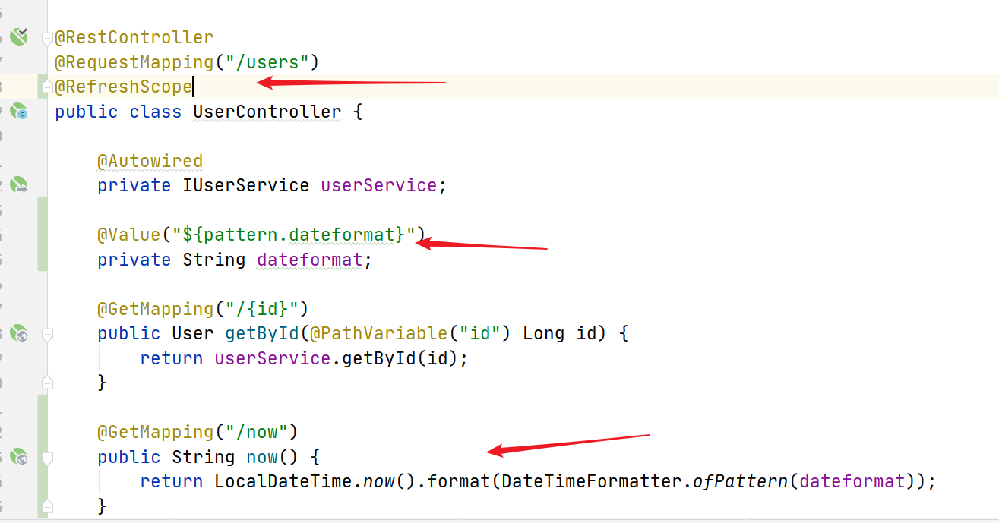 @RestController
@RequestMapping("/users")
@RefreshScope
public class UserController {
@Autowired
private IUserService userService;
@Value("${pattern.dateformat}")
private String dateformat;
@GetMapping("/{id}")
public User getById(@PathVariable("id") Long id) {
return userService.getById(id);
}
@GetMapping("/now")
public String now() {
return LocalDateTime.now().format(DateTimeFormatter.ofPattern(dateformat));
}